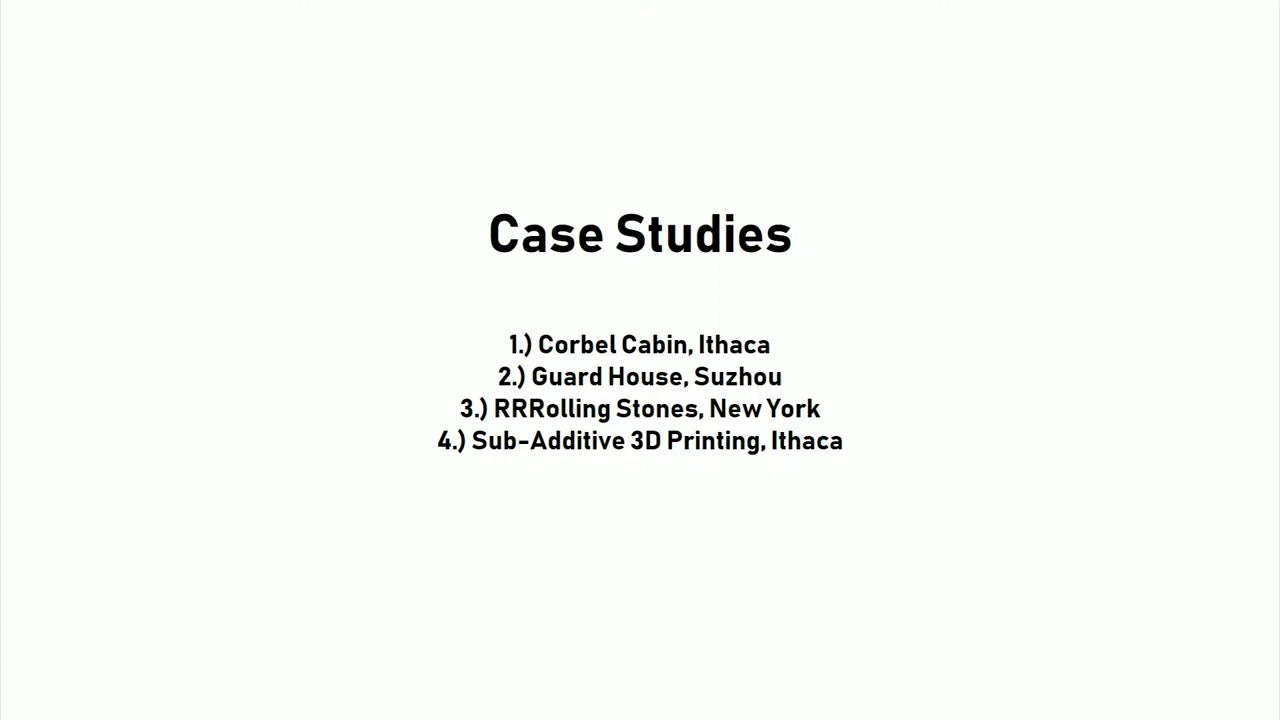 Case Studies
1.) Corbel Cabin, Ithaca
2.) Guard House, Suzhou
3.) RRRolling Stones, New York
4.) Sub-Additive 3D Printing, Ithaca